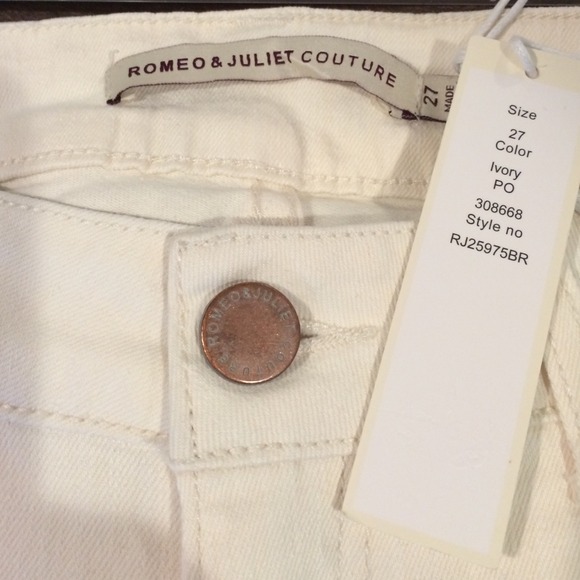 ROMEO & JULIET COUTURE
27
MADE
Size
27
Color
Ivory
PO
308668
Style no
RJ25975BR
ROMEO&JULIET